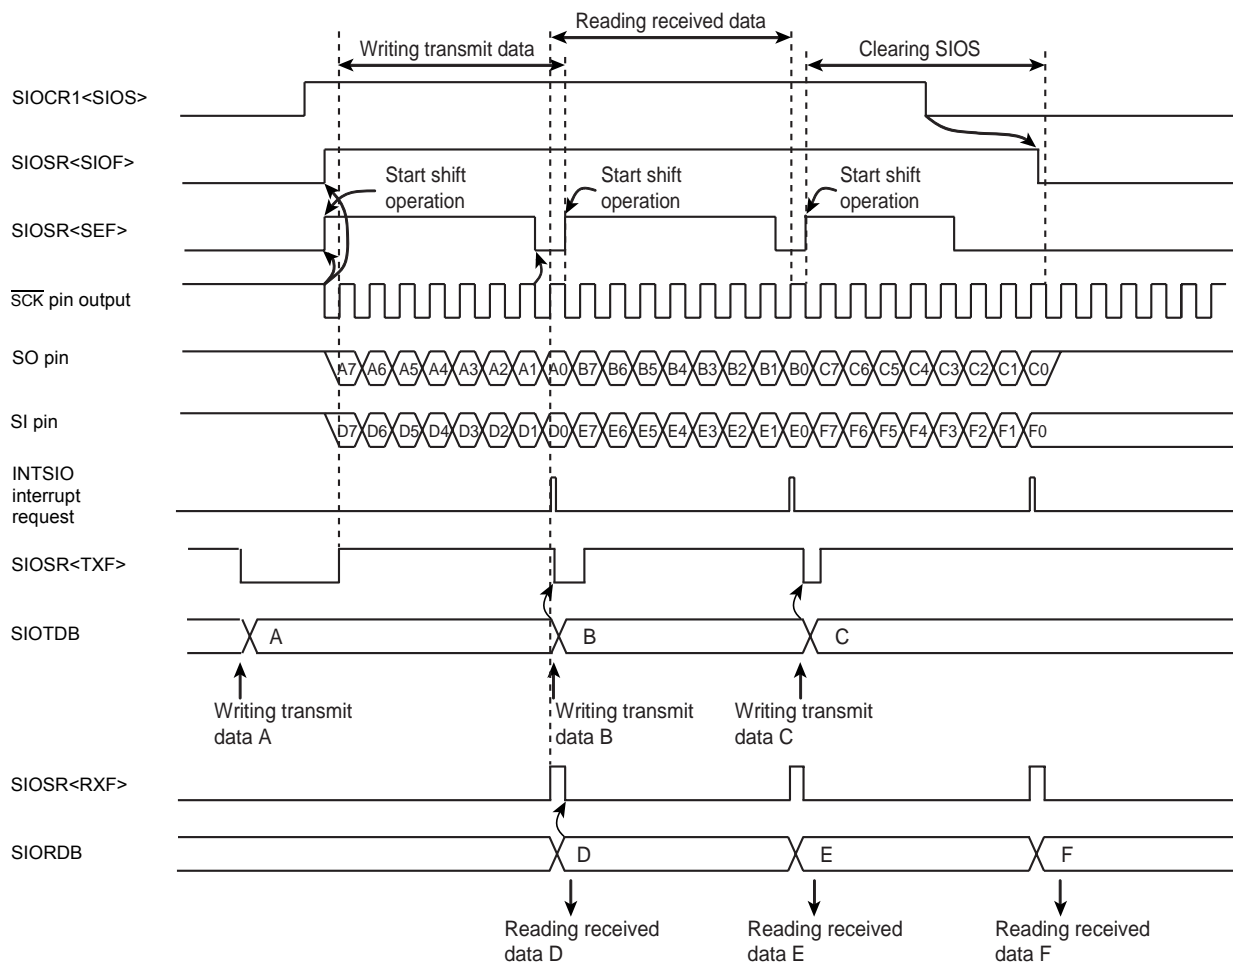 Reading received data
Writing transmit data
Clearing SIOS
SIOCR1<SIOS>
SIOSR<SIOF>
Start shift
operation
Start shift
operation
Start shift
operation
SIOSR<SEF>
SCK pin output
SO pin
A7 A6 A5 A4 A3 A2 A1 A0 B7 B6 B5 B4 B3 B2 B1 B0 C7 C6 C5 C4 C3 C2 C1 C0
SI pin
D7 D6 D5 D4 D3 D2 D1 D0 E7 E6 E5 E4 E3 E2 E1 E0 F7 F6 F5 F4 F3 F2 F1 F0
INTSIO
interrupt
request
SIOSR<TXF>
SIOTDB
A
B
C
Writing transmit
data A
Writing transmit
data B
Writing transmit
data C
SIOSR<RXF>
SIORDB
D
E
F
Reading received
data D
Reading received
data E
Reading received
data F